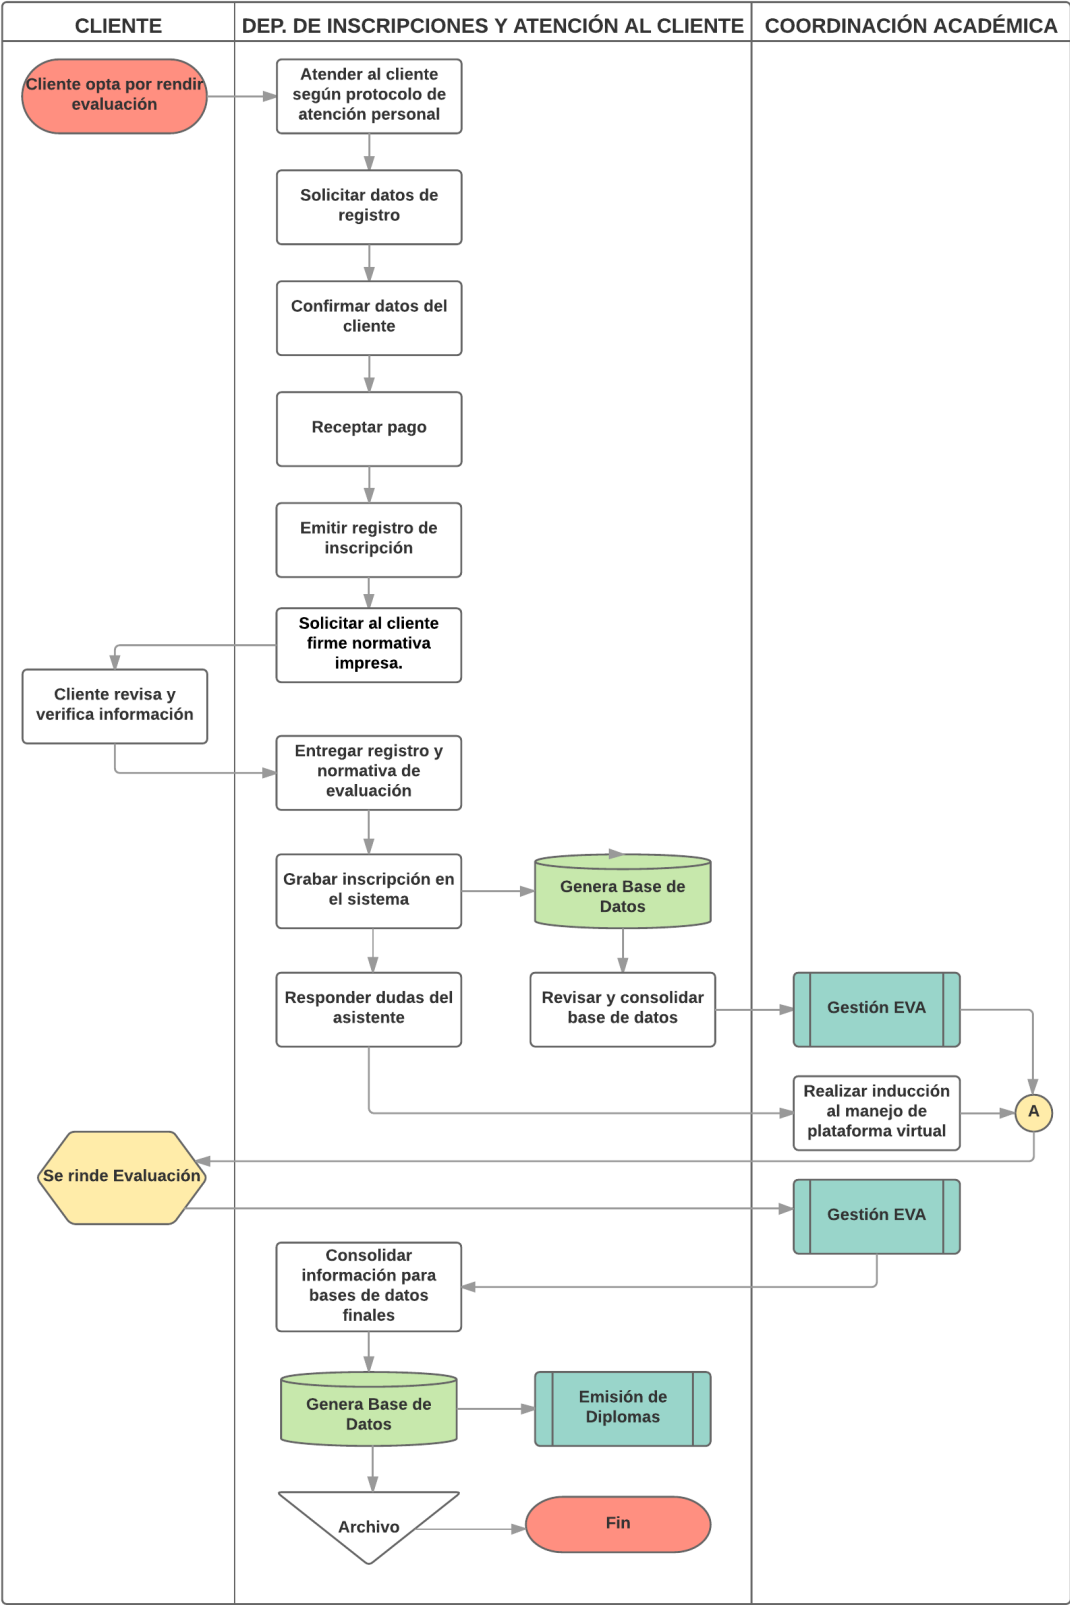 CLIENTE
DEP. DE INSCRIPCIONES Y ATENCIÓN AL CLIENTE
COORDINACIÓN ACADÉMICA
Cliente opta por rendir
evaluación
Atender al cliente
según protocolo de
atención personal
Solicitar datos de
registro
Confirmar datos del
cliente
Receptar pago
Emitir registro de
inscripción
Solicitar al cliente
firme normativa
impresa.
Cliente revisa y
verifica información
Entregar registro y
normativa de
evaluación
Grabar inscripción en
el sistema
Genera Base de
Datos
Responder dudas del
asistente
Revisar y consolidar
base de datos
Gestión EVA
Realizar inducción
al manejo de
plataforma virtual
A
Se rinde Evaluación
Gestión EVA
Consolidar
información para
bases de datos
finales
Genera Base de
Datos
Emisión de
Diplomas
Archivo
Fin